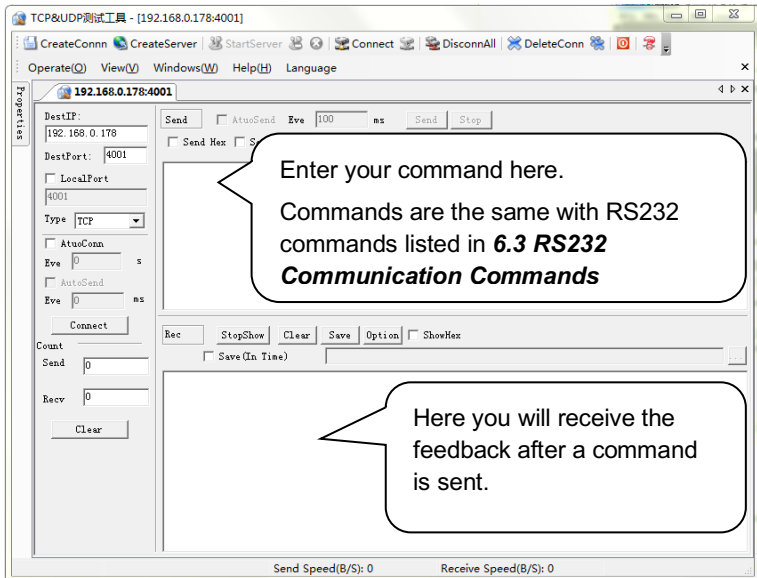 TCP&UDP测试工具 - [192.168.0.178:4001]
CreateConnn CreateServer StartServer Connect DisconnAll DeleteConn
Operate(O) View(V) Windows(W) Help(H) Language
Properties
192.168.0.178:4001
DestIP:
192.168.0.178
DestPort: 4001
LocalPort
4001
Type TCP
AtuoConn
Eve 0 s
AutoSend
Eve 0 ms
Connect
Count
Send 0
Recv 0
Clear
Send AtuoSend Eve 100 ms Send Stop
Send Hex
Enter your command here.
Commands are the same with RS232
commands listed in 6.3 RS232
Communication Commands
Rec StopShow Clear Save Option ShowHex
Save(In Time) ...
Here you will receive the
feedback after a command
is sent.
Send Speed(B/S): 0 Receive Speed(B/S): 0